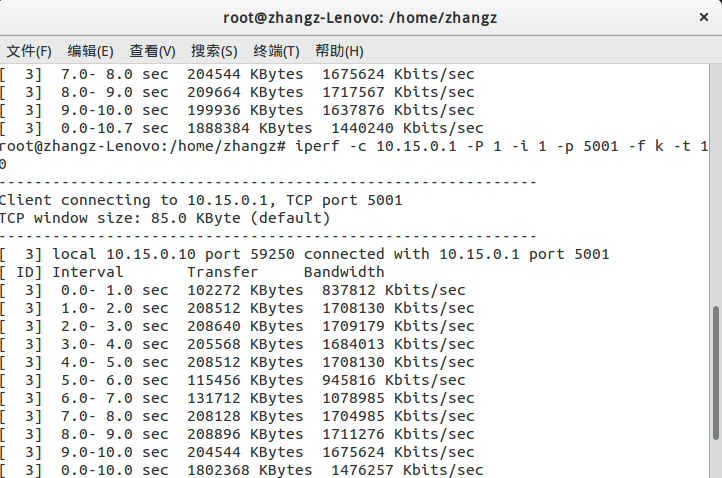 root@zhangz-Lenovo: /home/zhangz ×
文件(F) 编辑(E) 查看(V) 搜索(S) 终端(T) 帮助(H)
[  3]  7.0- 8.0 sec  204544 KBytes  1675624 Kbits/sec
[  3]  8.0- 9.0 sec  209664 KBytes  1717567 Kbits/sec
[  3]  9.0-10.0 sec  199936 KBytes  1637876 Kbits/sec
[  3]  0.0-10.7 sec  1888384 KBytes  1440240 Kbits/sec
root@zhangz-Lenovo:/home/zhangz# iperf -c 10.15.0.1 -P 1 -i 1 -p 5001 -f k -t 1
0
------------------------------------------------------------
Client connecting to 10.15.0.1, TCP port 5001
TCP window size: 85.0 KByte (default)
------------------------------------------------------------
[  3] local 10.15.0.10 port 59250 connected with 10.15.0.1 port 5001
[ ID] Interval       Transfer     Bandwidth
[  3]  0.0- 1.0 sec  102272 KBytes  837812 Kbits/sec
[  3]  1.0- 2.0 sec  208512 KBytes  1708130 Kbits/sec
[  3]  2.0- 3.0 sec  208640 KBytes  1709179 Kbits/sec
[  3]  3.0- 4.0 sec  205568 KBytes  1684013 Kbits/sec
[  3]  4.0- 5.0 sec  208512 KBytes  1708130 Kbits/sec
[  3]  5.0- 6.0 sec  115456 KBytes  945816 Kbits/sec
[  3]  6.0- 7.0 sec  131712 KBytes  1078985 Kbits/sec
[  3]  7.0- 8.0 sec  208128 KBytes  1704985 Kbits/sec
[  3]  8.0- 9.0 sec  208896 KBytes  1711276 Kbits/sec
[  3]  9.0-10.0 sec  204544 KBytes  1675624 Kbits/sec
[  3]  0.0-10.0 sec  1802368 KBytes  1476257 Kbits/sec